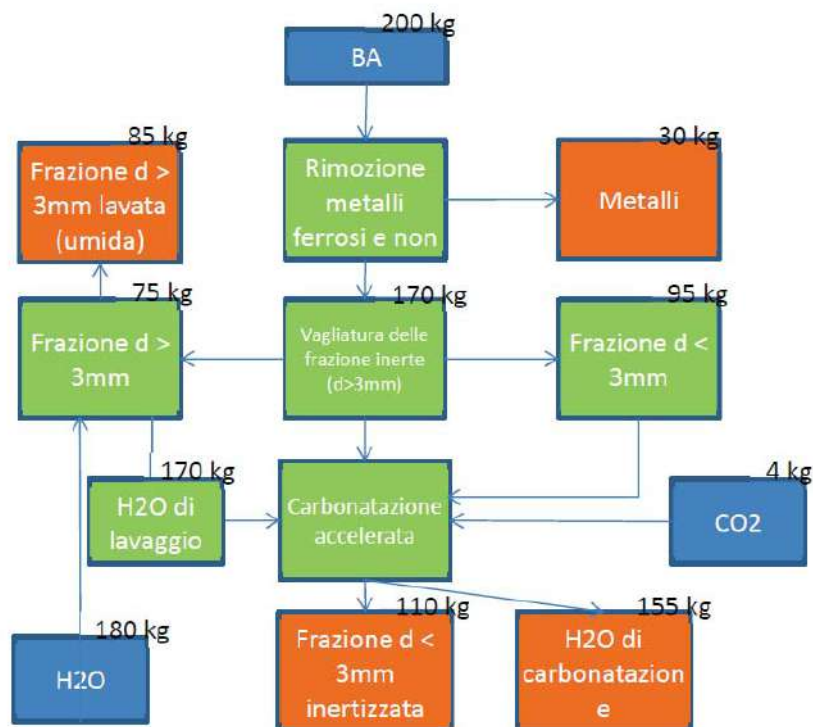 200 kg
BA
85 kg
Frazione d >
3mm lavata
(umida)
Rimozione
metalli
ferrosi e non
30 kg
Metalli
75 kg
Frazione d >
3mm
170 kg
Vagliatura delle
frazione inerte
(d>3mm)
95 kg
Frazione d <
3mm
170 kg
H2O di
lavaggio
Carbonatazione
accelerata
4 kg
CO2
180 kg
H2O
110 kg
Frazione d <
3mm
inertizzata
155 kg
H2O di
carbonatazion
e